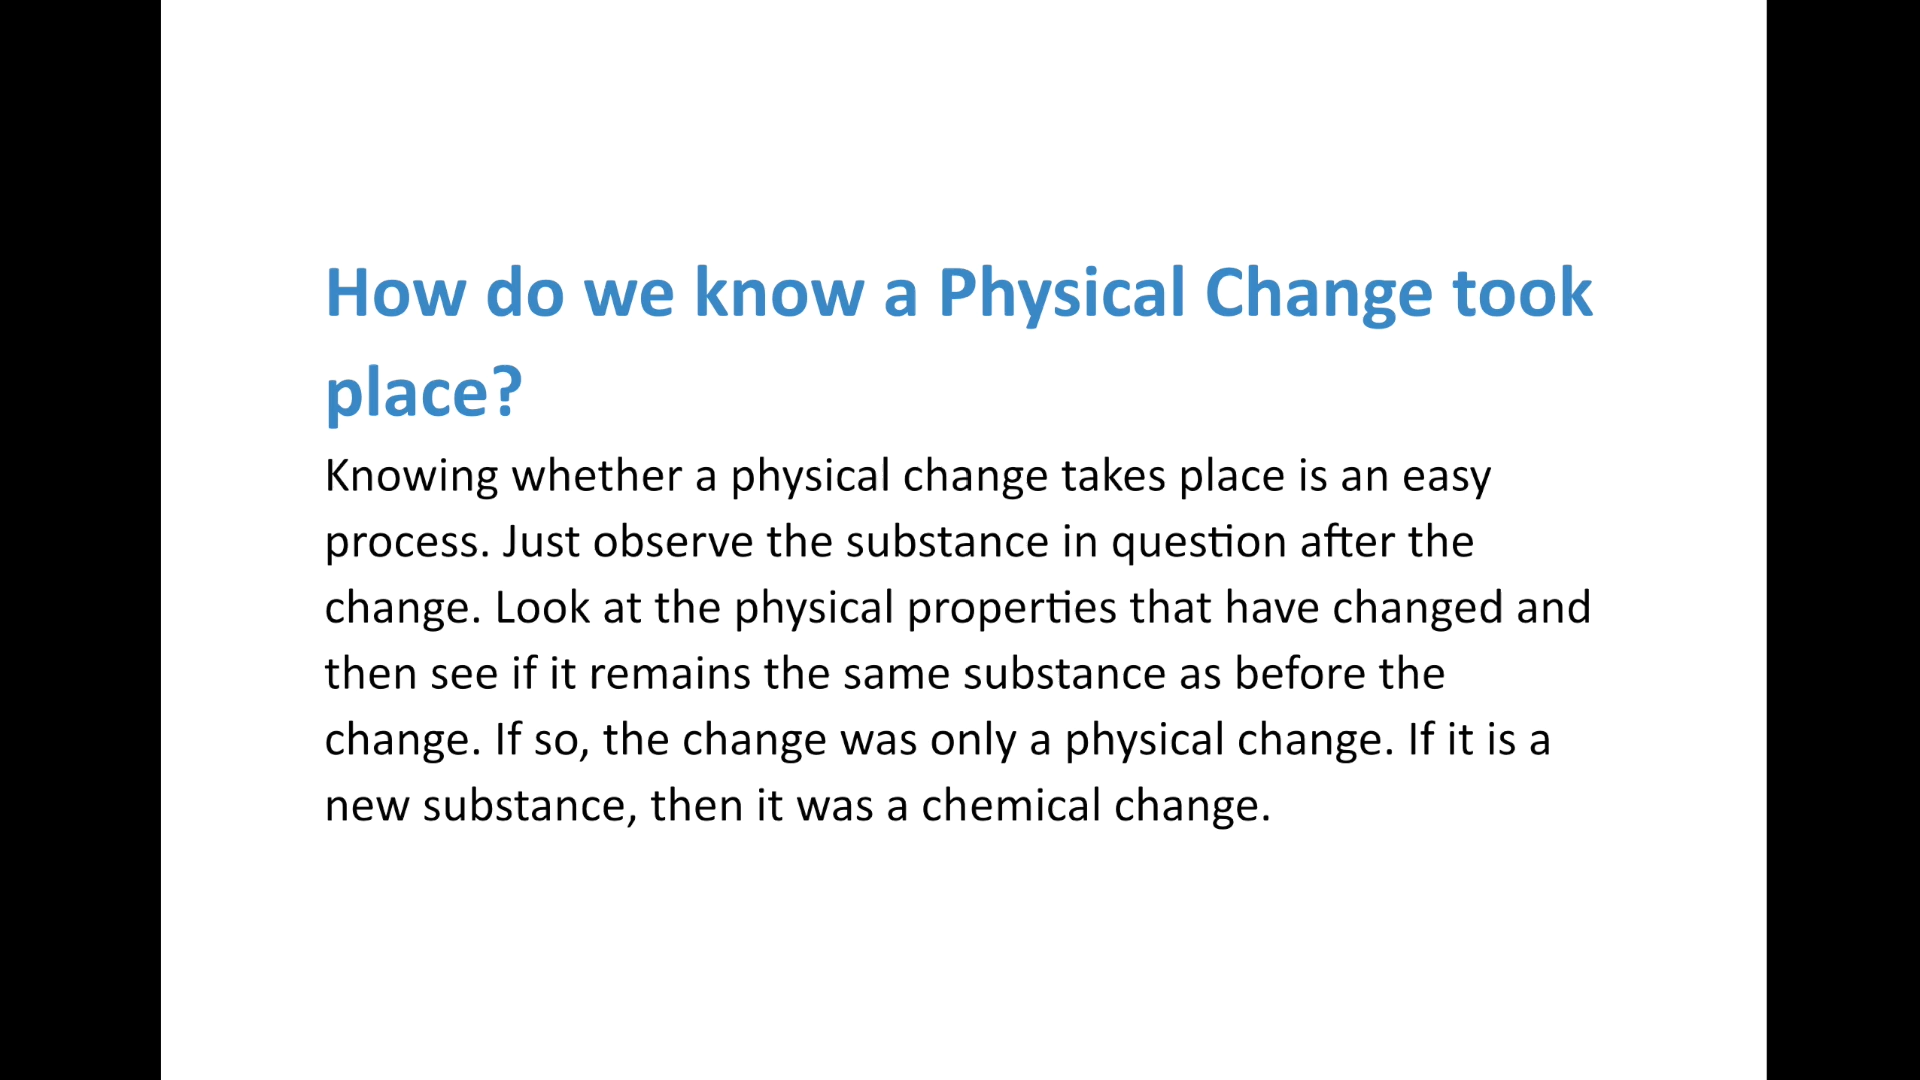 How do we know a Physical Change took
place?
Knowing whether a physical change takes place is an easy
process. Just observe the substance in question after the
change. Look at the physical properties that have changed and
then see if it remains the same substance as before the
change. If so, the change was only a physical change. If it is a
new substance, then it was a chemical change.